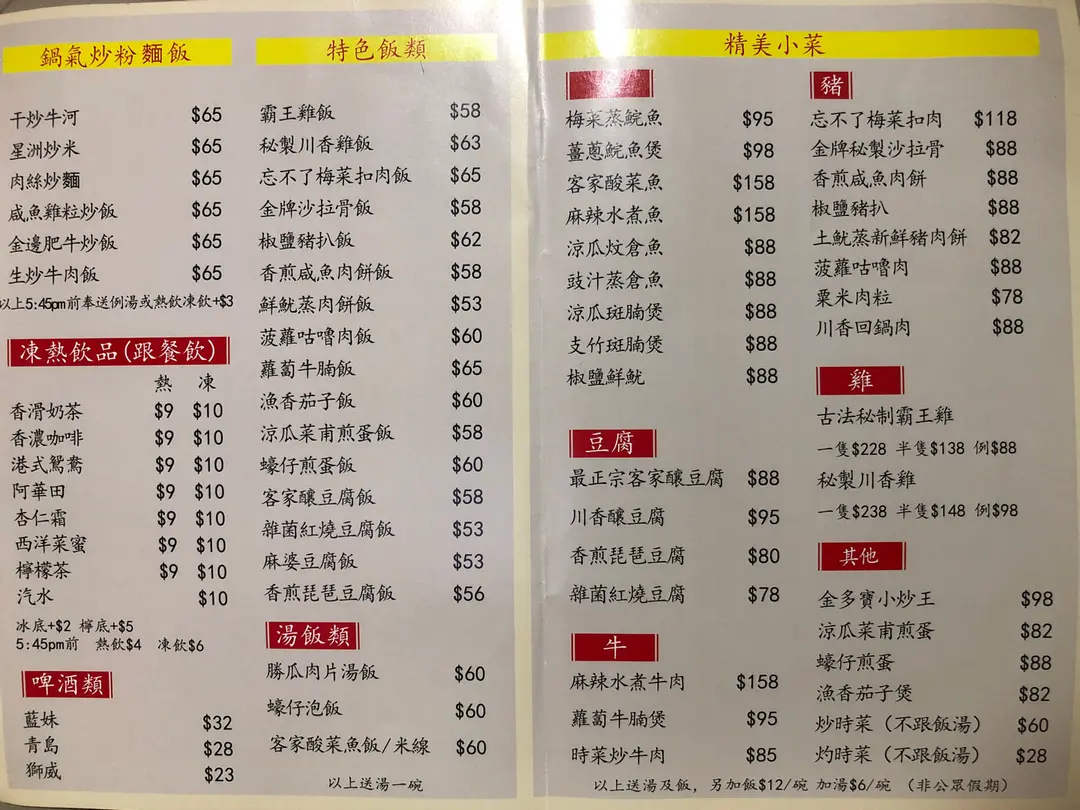 鍋氣炒粉麵飯
干炒牛河 $65
星洲炒米 $65
肉絲炒麵 $65
咸魚雞粒炒飯 $65
金邊肥牛炒飯 $65
生炒牛肉飯 $65
以上5:45pm前奉送例湯或熱飲凍飲+$3
凍熱飲品(跟餐飲)
熱 凍
香滑奶茶 $9 $10
香濃咖啡 $9 $10
港式鴛鴦 $9 $10
阿華田 $9 $10
杏仁霜 $9 $10
西洋菜蜜 $9 $10
檸檬茶 $9 $10
汽水 $10
冰底+$2 檸底+$5
5:45pm前 熱飲$4 凍飲$6
啤酒類
藍妹 $32
青島 $28
獅威 $23
特色飯類
霸王雞飯 $58
秘製川香雞飯 $63
忘不了梅菜扣肉飯 $65
金牌沙拉骨飯 $58
椒鹽豬扒飯 $62
香煎咸魚肉餅飯 $58
鮮魷蒸肉餅飯 $53
菠蘿咕嚕肉飯 $60
蘿蔔牛腩飯 $65
漁香茄子飯 $60
涼瓜菜甫煎蛋飯 $58
蠔仔煎蛋飯 $60
客家釀豆腐飯 $58
雜菌紅燒豆腐飯 $53
麻婆豆腐飯 $53
香煎琵琶豆腐飯 $56
湯飯類
勝瓜肉片湯飯 $60
蠔仔泡飯 $60
客家酸菜魚飯/米線 $60
以上送湯一碗
精美小菜
梅菜蒸鯇魚 $95
薑蔥鯇魚煲 $98
客家酸菜魚 $158
麻辣水煮魚 $158
涼瓜炆倉魚 $88
豉汁蒸倉魚 $88
涼瓜斑腩煲 $88
支竹斑腩煲 $88
椒鹽鮮魷 $88
豆腐
最正宗客家釀豆腐 $88
川香釀豆腐 $95
香煎琵琶豆腐 $80
雜菌紅燒豆腐 $78
牛
麻辣水煮牛肉 $158
蘿蔔牛腩煲 $95
時菜炒牛肉 $85
豬
忘不了梅菜扣肉 $118
金牌秘製沙拉骨 $88
香煎咸魚肉餅 $88
椒鹽豬扒 $88
土魷蒸新鮮豬肉餅 $82
菠蘿咕嚕肉 $88
粟米肉粒 $78
川香回鍋肉 $88
雞
古法秘制霸王雞
一隻$228 半隻$138 例$88
秘製川香雞
一隻$238 半隻$148 例$98
其他
金多寶小炒王 $98
涼瓜菜甫煎蛋 $82
蠔仔煎蛋 $88
漁香茄子煲 $82
炒時菜（不跟飯湯） $60
灼時菜（不跟飯湯） $28
以上送湯及飯，另加飯$12/碗 加湯$6/碗 （非公眾假期）